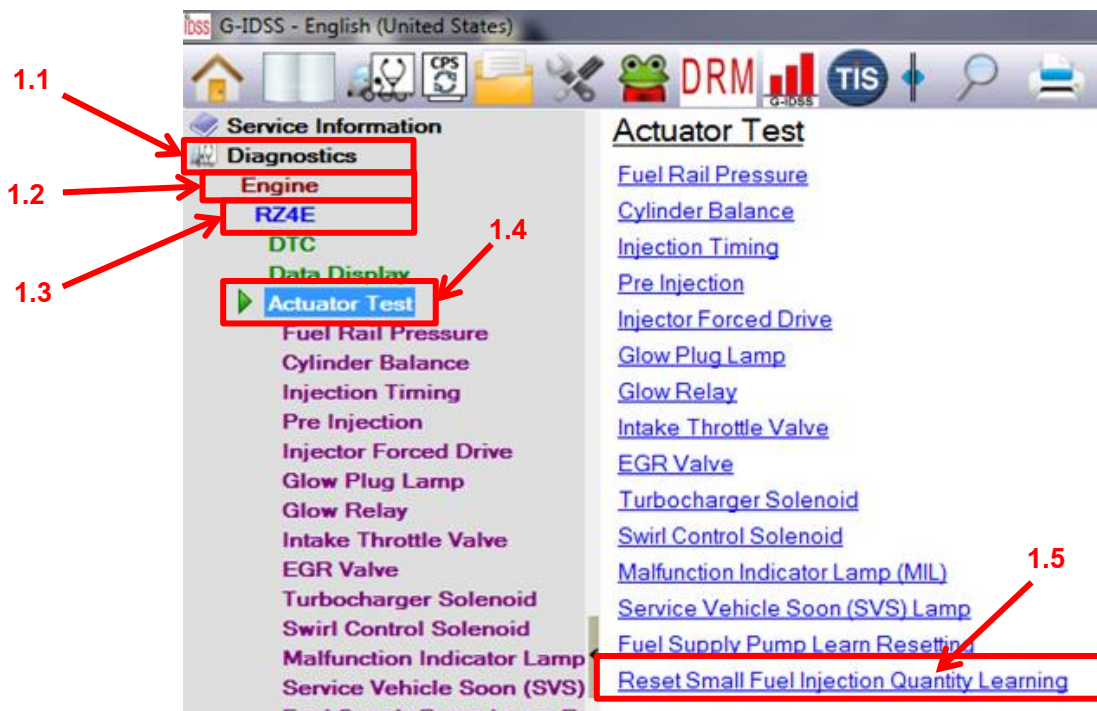 IDSS G-IDSS - English (United States)
CPS
DRM
G-IDSS
TIS
1.1
Service Information
Diagnostics
1.2
Engine
RZ4E
1.3
DTC
Data Display
1.4
Actuator Test
Fuel Rail Pressure
Cylinder Balance
Injection Timing
Pre Injection
Injector Forced Drive
Glow Plug Lamp
Glow Relay
Intake Throttle Valve
EGR Valve
Turbocharger Solenoid
Swirl Control Solenoid
Malfunction Indicator Lamp
Service Vehicle Soon (SVS)
Actuator Test
Fuel Rail Pressure
Cylinder Balance
Injection Timing
Pre Injection
Injector Forced Drive
Glow Plug Lamp
Glow Relay
Intake Throttle Valve
EGR Valve
Turbocharger Solenoid
Swirl Control Solenoid
Malfunction Indicator Lamp (MIL)
Service Vehicle Soon (SVS) Lamp
Fuel Supply Pump Learn Resetting
1.5
Reset Small Fuel Injection Quantity Learning